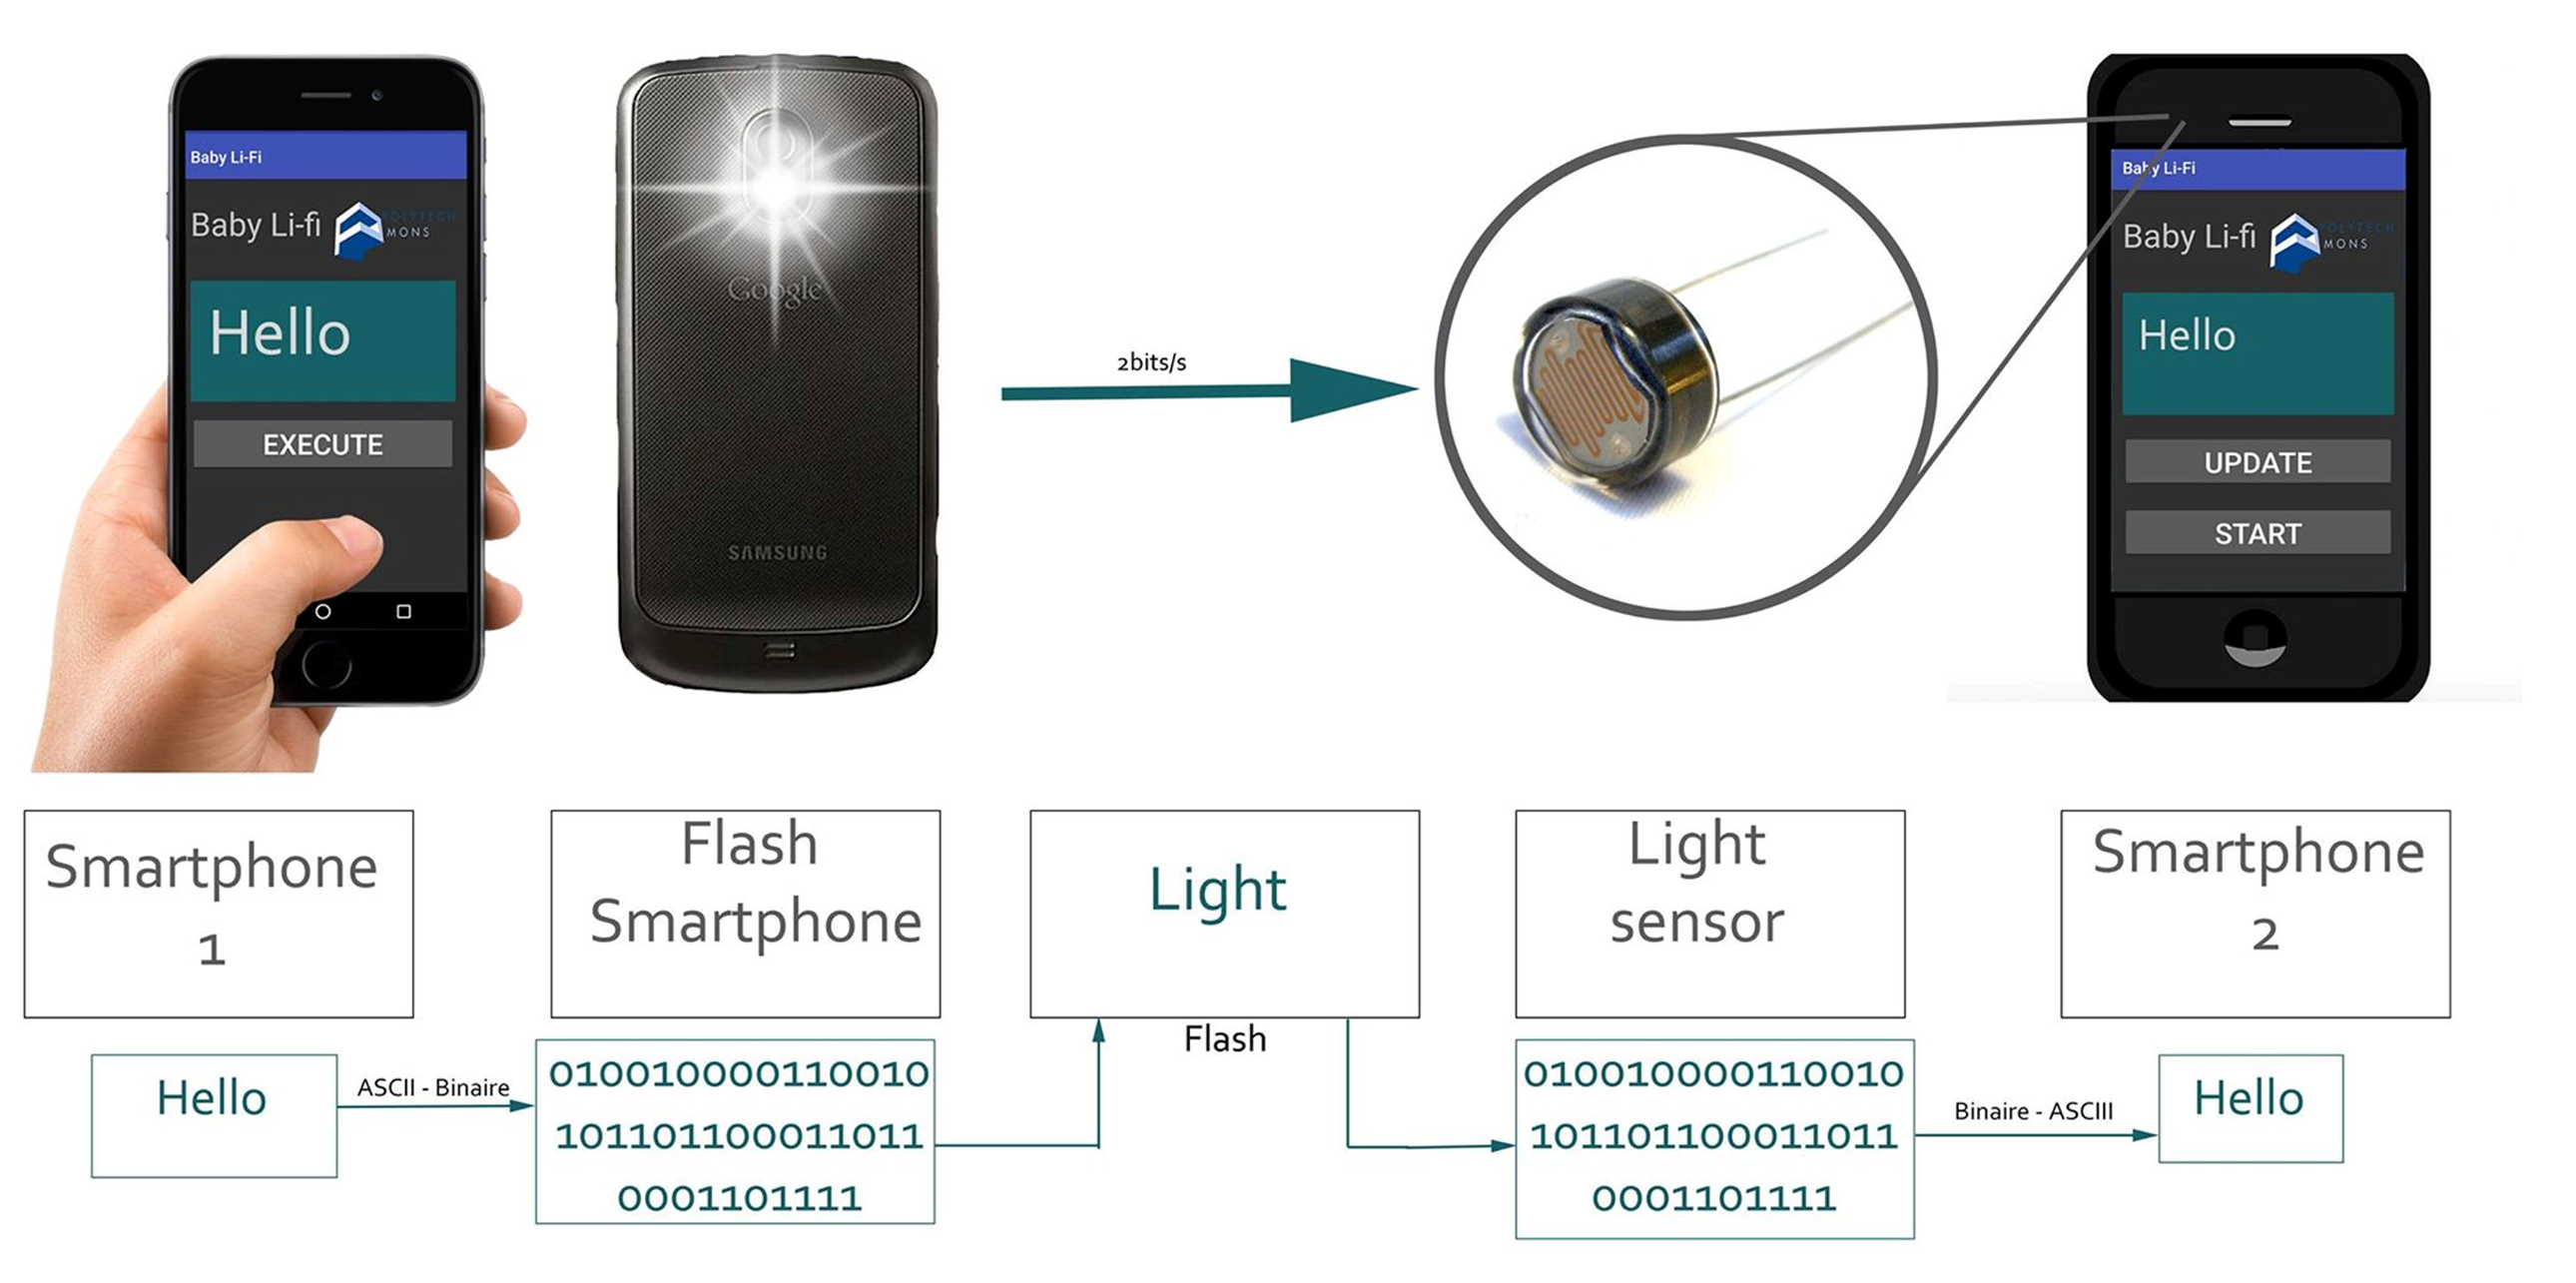 Baby Li-Fi
Baby Li-fi
POLYTECH
MONS
Hello
EXECUTE
Google
SAMSUNG
2bits/s
Baby Li-Fi
Baby Li-fi
POLYTECH
MONS
Hello
UPDATE
START
Smartphone
1
Flash
Smartphone
Light
Light
sensor
Smartphone
2
Flash
Hello
ASCII - Binaire
010010000110010
101101100011011
0001101111
010010000110010
101101100011011
0001101111
Binaire - ASCIII
Hello